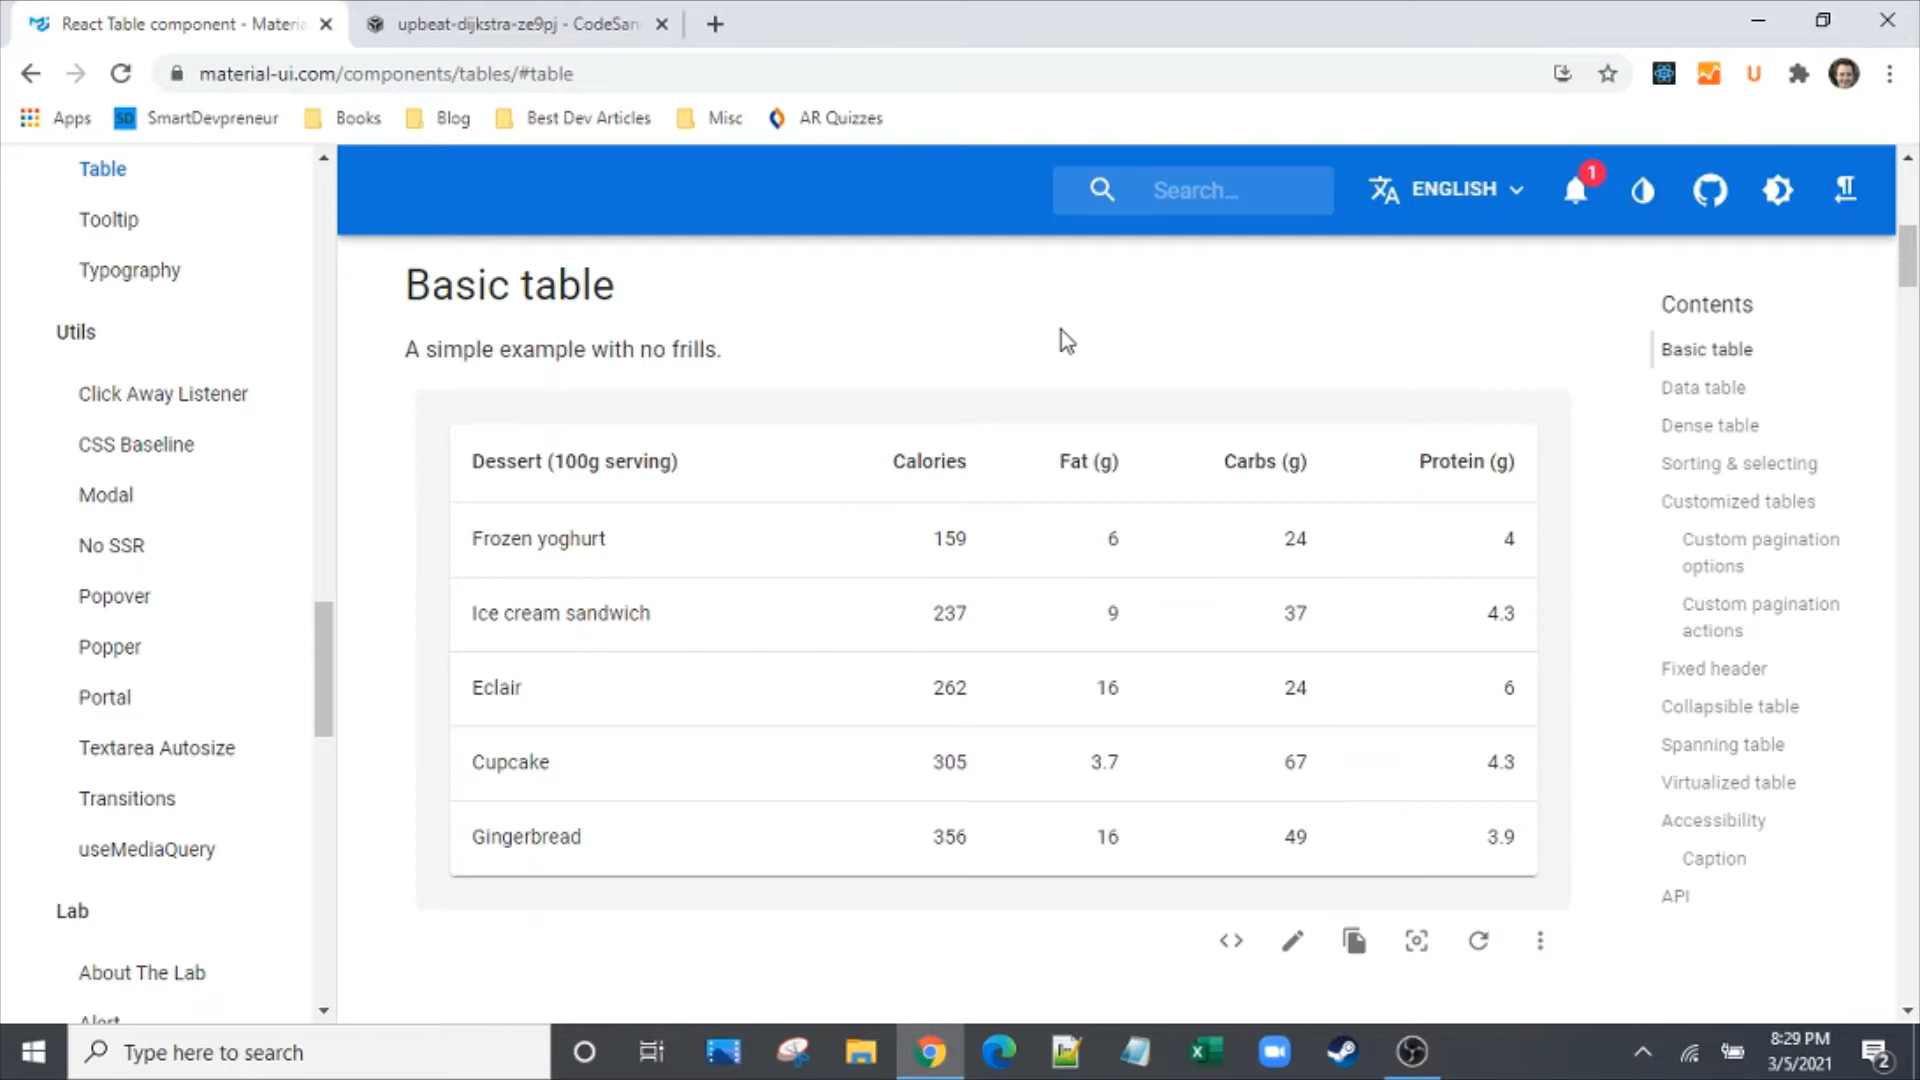 React Table component - Materia
upbeat-dijkstra-ze9pj - CodeSan
material-ui.com/components/tables/#table
U
Apps
SD
SmartDevpreneur
Books
Blog
Best Dev Articles
Misc
AR Quizzes
Table
Tooltip
Typography
Utils
Click Away Listener
CSS Baseline
Modal
No SSR
Popover
Popper
Portal
Textarea Autosize
Transitions
useMediaQuery
Lab
About The Lab
Alert
Search…
ENGLISH
1
Basic table
A simple example with no frills.
Dessert (100g serving) Calories Fat (g) Carbs (g) Protein (g)
Frozen yoghurt 159 6 24 4
Ice cream sandwich 237 9 37 4.3
Eclair 262 16 24 6
Cupcake 305 3.7 67 4.3
Gingerbread 356 16 49 3.9
Contents
Basic table
Data table
Dense table
Sorting & selecting
Customized tables
Custom pagination
options
Custom pagination
actions
Fixed header
Collapsible table
Spanning table
Virtualized table
Accessibility
Caption
API
Type here to search
8:29 PM
3/5/2021
2